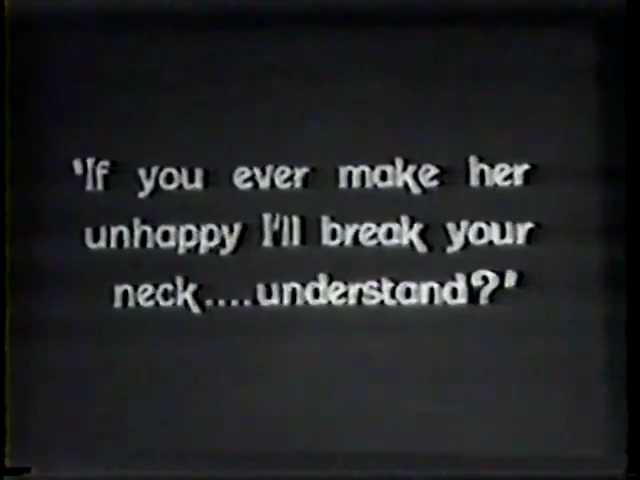 'If you ever make her
unhappy I'll break your
neck....understand?'